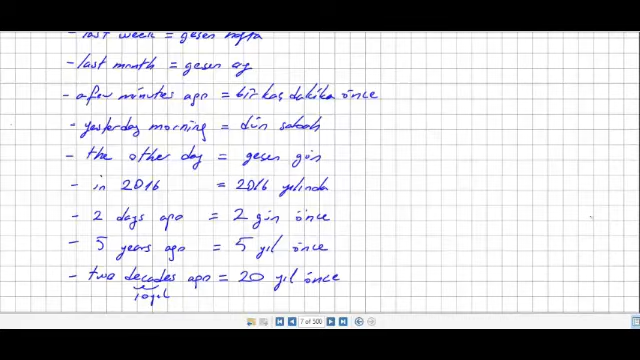 - last week = geçen hafta
- last month = geçen ay
- a few minutes ago = bir kaç dakika önce
- yesterday morning = dün sabah
- the other day = geçen gün
- in 2016 = 2016 yılında
- 2 days ago = 2 gün önce
- 5 years ago = 5 yıl önce
- two decades ago = 20 yıl önce
10 yıl
7 of 500